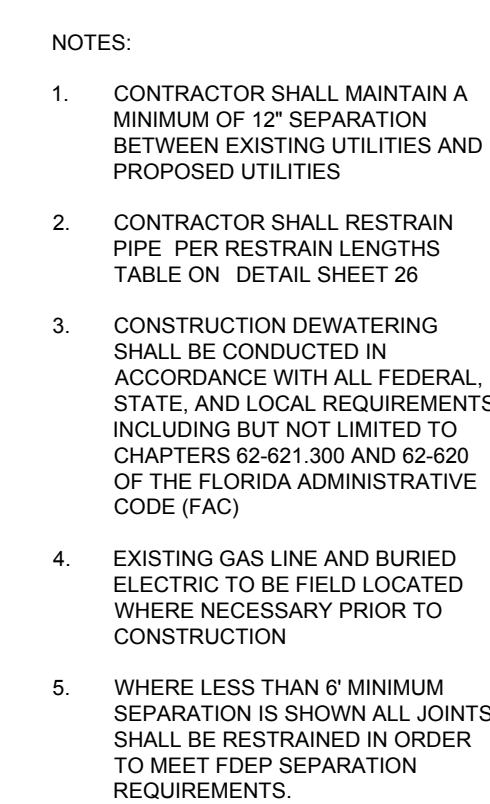 NOTES:
1. CONTRACTOR SHALL MAINTAIN A
MINIMUM OF 12" SEPARATION
BETWEEN EXISTING UTILITIES AND
PROPOSED UTILITIES
2. CONTRACTOR SHALL RESTRAIN
PIPE PER RESTRAIN LENGTHS
TABLE ON DETAIL SHEET 26
3. CONSTRUCTION DEWATERING
SHALL BE CONDUCTED IN
ACCORDANCE WITH ALL FEDERAL,
STATE, AND LOCAL REQUIREMENTS
INCLUDING BUT NOT LIMITED TO
CHAPTERS 62-621.300 AND 62-620
OF THE FLORIDA ADMINISTRATIVE
CODE (FAC)
4. EXISTING GAS LINE AND BURIED
ELECTRIC TO BE FIELD LOCATED
WHERE NECESSARY PRIOR TO
CONSTRUCTION
5. WHERE LESS THAN 6' MINIMUM
SEPARATION IS SHOWN ALL JOINTS
SHALL BE RESTRAINED IN ORDER
TO MEET FDEP SEPARATION
REQUIREMENTS.